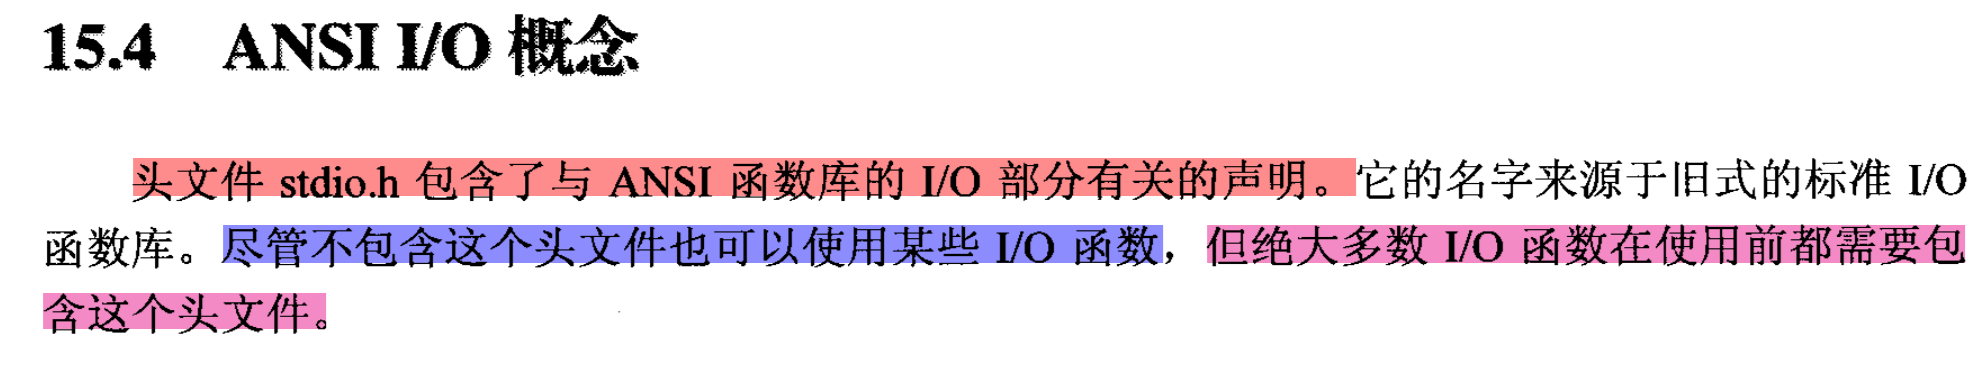 15.4 ANSI I/O 概念
头文件 stdio.h 包含了与 ANSI 函数库的 I/O 部分有关的声明。它的名字来源于旧式的标准 I/O
函数库。尽管不包含这个头文件也可以使用某些 I/O 函数，但绝大多数 I/O 函数在使用前都需要包
含这个头文件。